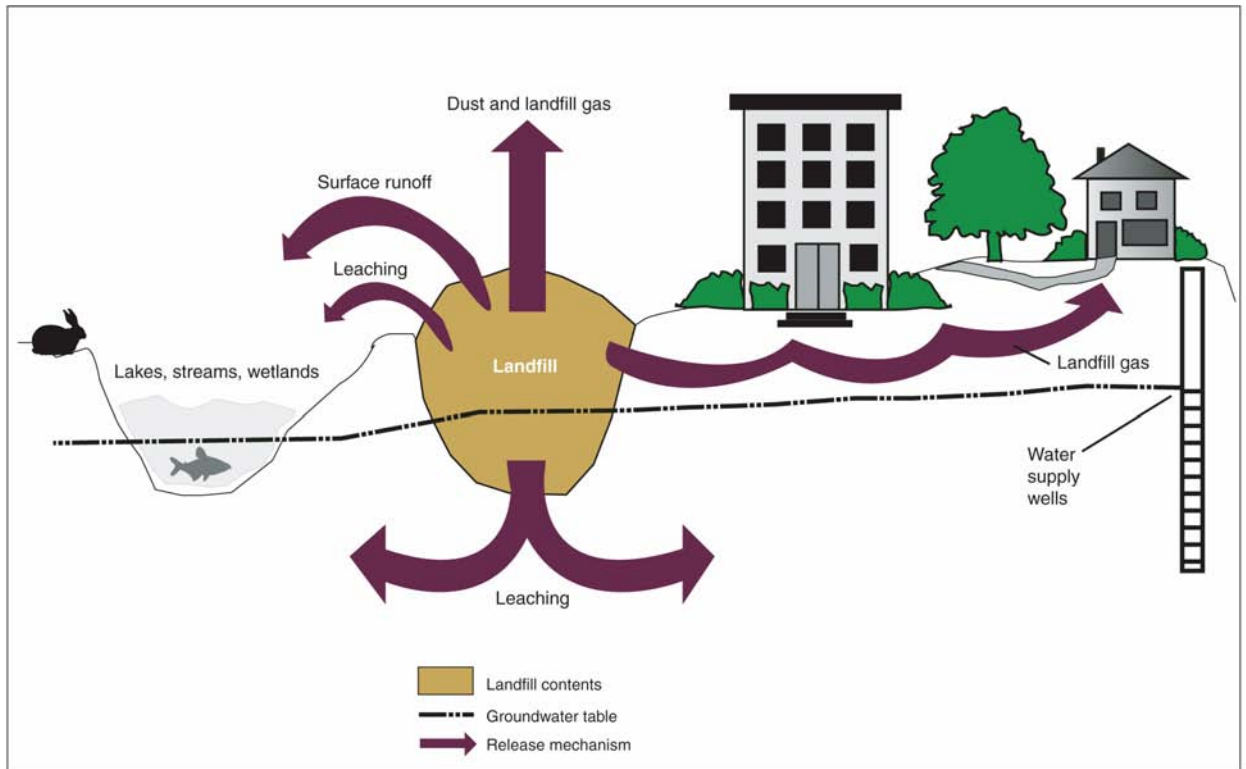 Dust and landfill gas
Surface runoff
Leaching
Landfill
Lakes, streams, wetlands
Landfill gas
Water
supply
wells
Leaching
Landfill contents
Groundwater table
Release mechanism